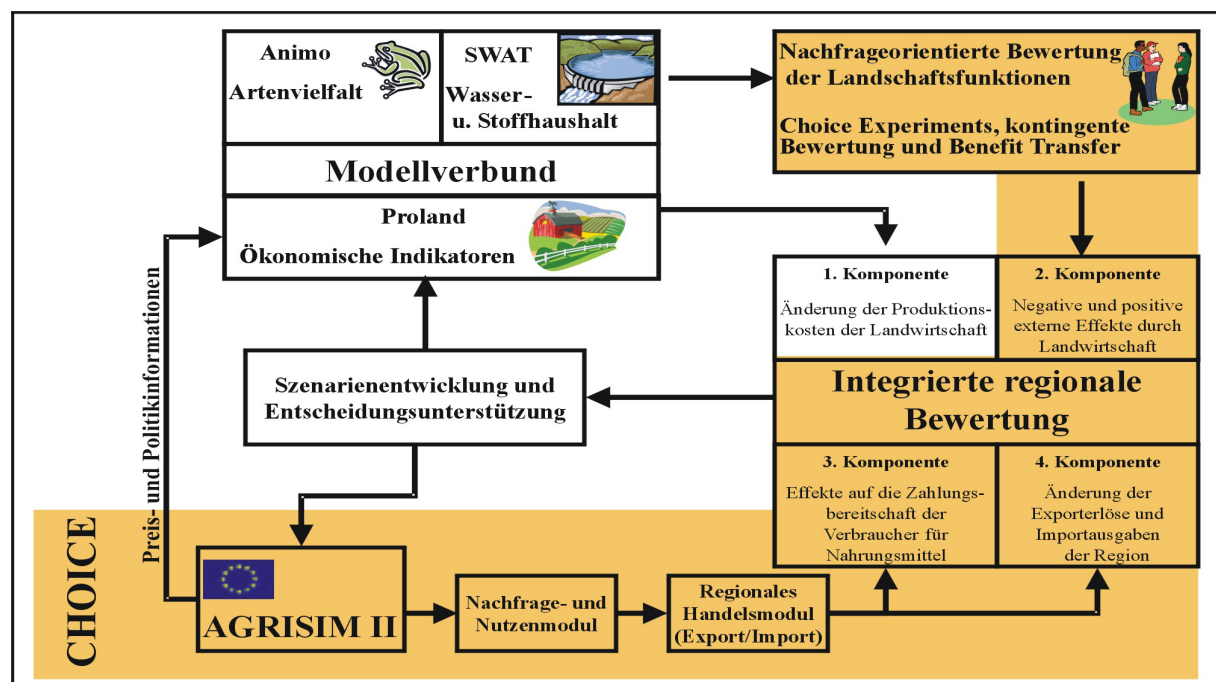 Animo
Artenvielfalt
SWAT
Wasser-
u. Stoffhaushalt
Modellverbund
Proland
Ökonomische Indikatoren
Nachfrageorientierte Bewertung
der Landschaftsfunktionen
Choice Experiments, kontingente
Bewertung und Benefit Transfer
1. Komponente
Änderung der Produktions-
kosten der Landwirtschaft
2. Komponente
Negative und positive
externe Effekte durch
Landwirtschaft
Integrierte regionale
Bewertung
3. Komponente
Effekte auf die Zahlungs-
bereitschaft der
Verbraucher für
Nahrungsmittel
4. Komponente
Änderung der
Exporterlöse und
Importausgaben
der Region
Szenarienentwicklung und
Entscheidungsunterstützung
Preis- und Politikinformationen
CHOICE
AGRISIM II
Nachfrage- und
Nutzenmodul
Regionales
Handelsmodul
(Export/Import)